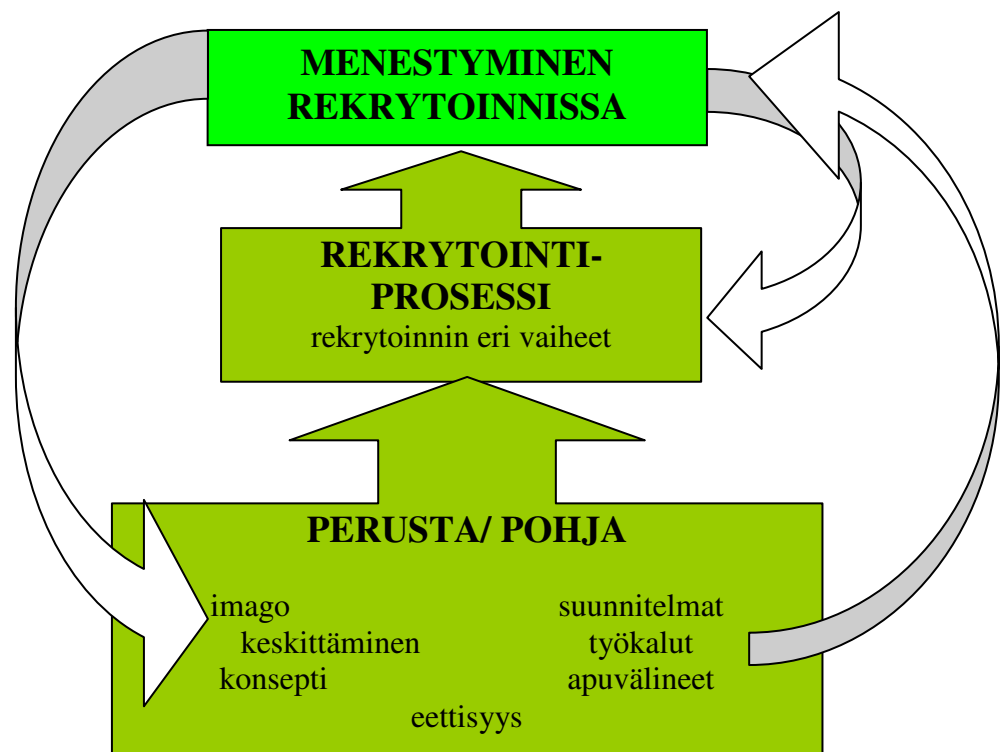 MENESTYMINEN
REKRYTOINNISSA
REKRYTOINTI-
PROSESSI
rekrytoinnin eri vaiheet
PERUSTA/ POHJA
imago suunnitelmat
keskittäminen työkalut
konsepti apuvälineet
eettisyys